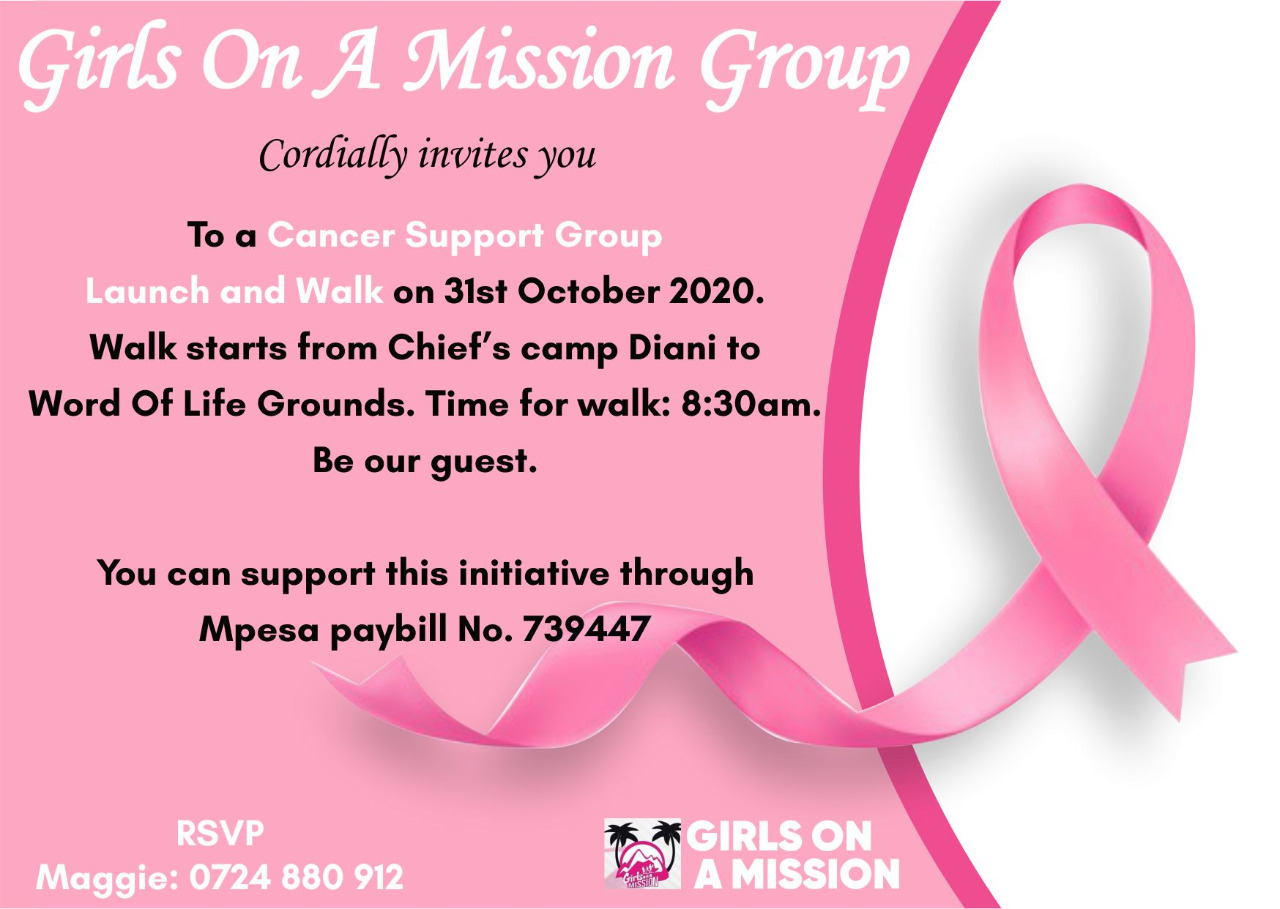 Girls On A Mission Group
Cordially invites you
To a Cancer Support Group
Launch and Walk on 31st October 2020.
Walk starts from Chief’s camp Diani to
Word Of Life Grounds. Time for walk: 8:30am.
Be our guest.
You can support this initiative through
Mpesa paybill No. 739447
RSVP
Maggie: 0724 880 912
GIRLS ON
A MISSION
Girls
MISSION